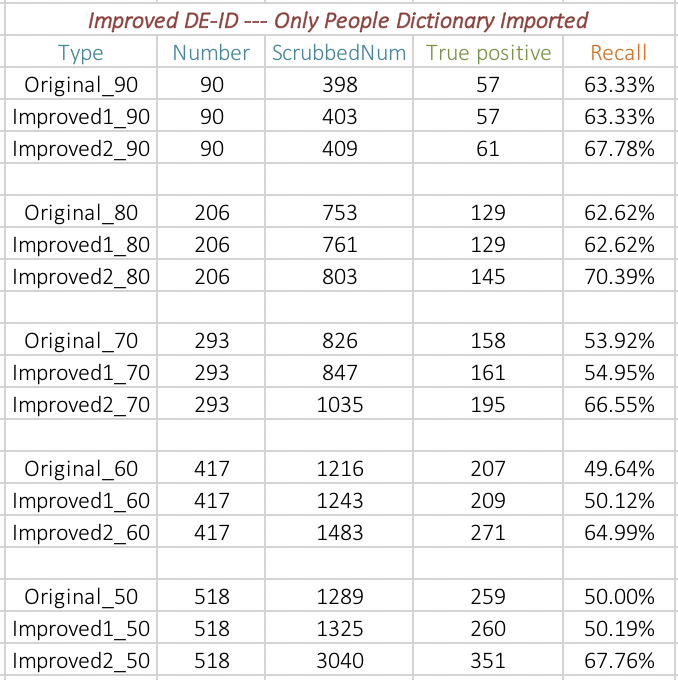 Improved DE-ID --- Only People Dictionary Imported
Type Number ScrubbedNum True positive Recall
Original_90 90 398 57 63.33%
Improved1_90 90 403 57 63.33%
Improved2_90 90 409 61 67.78%
Original_80 206 753 129 62.62%
Improved1_80 206 761 129 62.62%
Improved2_80 206 803 145 70.39%
Original_70 293 826 158 53.92%
Improved1_70 293 847 161 54.95%
Improved2_70 293 1035 195 66.55%
Original_60 417 1216 207 49.64%
Improved1_60 417 1243 209 50.12%
Improved2_60 417 1483 271 64.99%
Original_50 518 1289 259 50.00%
Improved1_50 518 1325 260 50.19%
Improved2_50 518 3040 351 67.76%